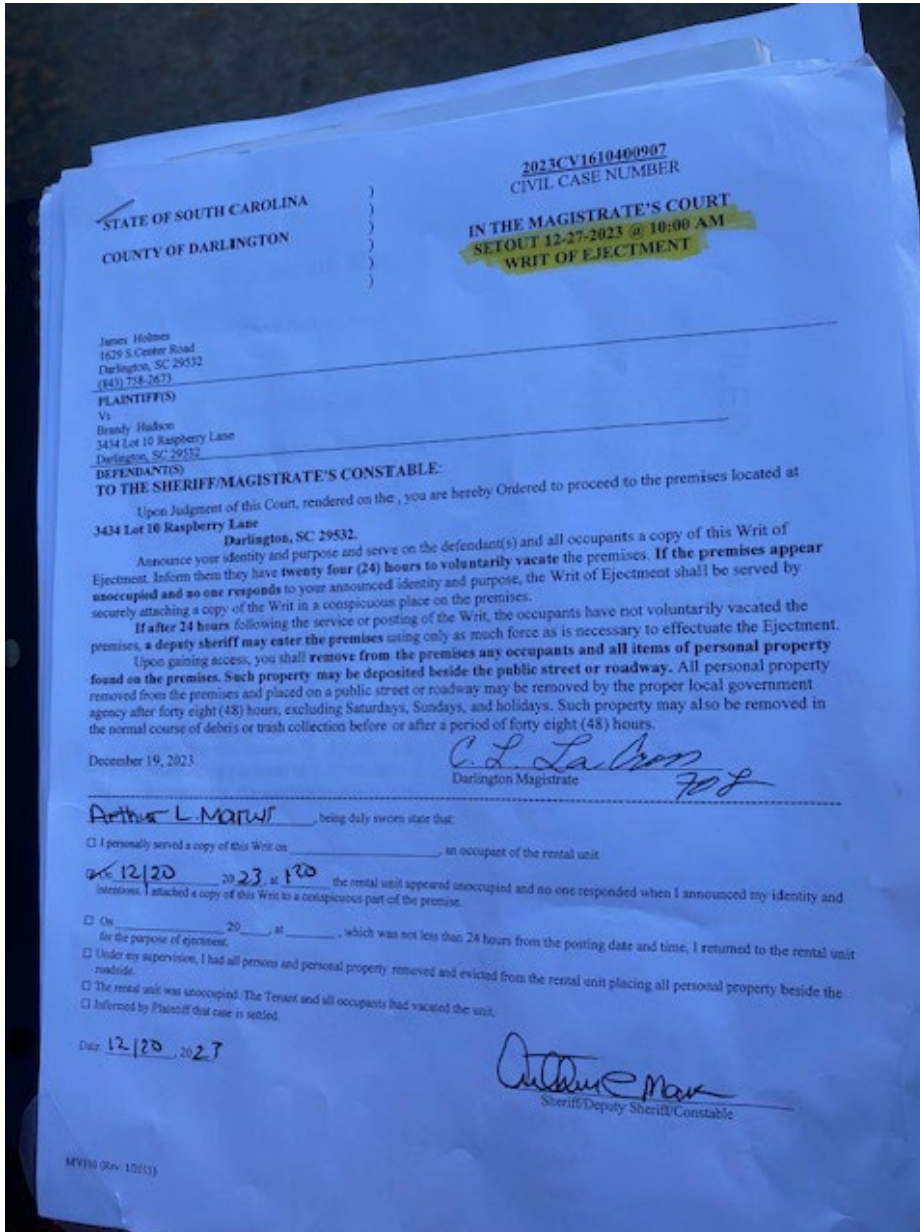 2023CV1610400907
CIVIL CASE NUMBER
STATE OF SOUTH CAROLINA
COUNTY OF DARLINGTON
)
)
)
)
)
)
)
IN THE MAGISTRATE'S COURT
SETOUT 12-27-2023 @ 10:00 AM
WRIT OF EJECTMENT
James Holmes
1629 S Center Road
Darlington, SC 29532
(843) 758-2673
PLAINTIFF(S)
Vs
Brandy Hudson
3434 Lot 10 Raspberry Lane
Darlington, SC 29532
DEFENDANT(S)
TO THE SHERIFF/MAGISTRATE'S CONSTABLE:
Upon Judgment of this Court, rendered on the , you are hereby Ordered to proceed to the premises located at
3434 Lot 10 Raspberry Lane
Darlington, SC 29532.
Announce your identity and purpose and serve on the defendant(s) and all occupants a copy of this Writ of
Ejectment. Inform them they have twenty four (24) hours to voluntarily vacate the premises. If the premises appear
unoccupied and no one responds to your announced identity and purpose, the Writ of Ejectment shall be served by
securely attaching a copy of the Writ in a conspicuous place on the premises.
If after 24 hours following the service or posting of the Writ, the occupants have not voluntarily vacated the
premises, a deputy sheriff may enter the premises using only as much force as is necessary to effectuate the Ejectment.
Upon gaining access, you shall remove from the premises any occupants and all items of personal property
found on the premises. Such property may be deposited beside the public street or roadway. All personal property
removed from the premises and placed on a public street or roadway may be removed by the proper local government
agency after forty eight (48) hours, excluding Saturdays, Sundays, and holidays. Such property may also be removed in
the normal course of debris or trash collection before or after a period of forty eight (48) hours.
December 19, 2023
C. L. La
Darlington Magistrate
Arthur L. , being duly sworn state that:
☐ I personally served a copy of this Writ on , an occupant of the rental unit
12/20 2023, at 120 the rental unit appeared unoccupied and no one responded when I announced my identity and
intentions. I attached a copy of this Writ to a conspicuous part of the premise.
☐ On 20 , at , which was not less than 24 hours from the posting date and time, I returned to the rental unit
for the purpose of ejectment.
☐ Under my supervision, I had all persons and personal property removed and evicted from the rental unit placing all personal property beside the
roadside.
☐ The rental unit was unoccupied. The Tenant and all occupants had vacated the unit.
☐ Informed by Plaintiff that case is settled.
Date: 12/20, 2023
Sheriff/Deputy Sheriff/Constable